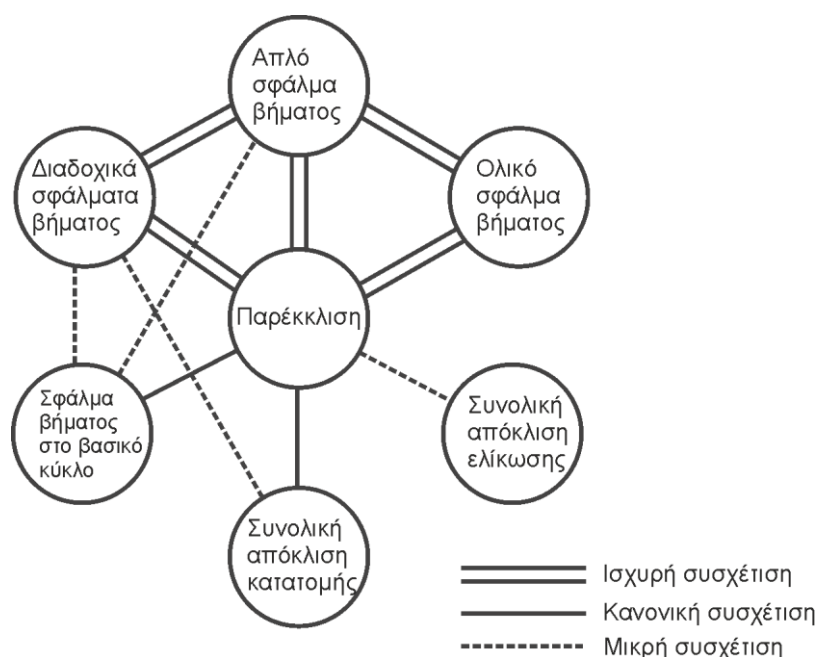 Απλό
σφάλμα
βήματος
Διαδοχικά
σφάλματα
βήματος
Ολικό
σφάλμα
βήματος
Παρέκκλιση
Σφάλμα
βήματος
στο βασικό
κύκλο
Συνολική
απόκλιση
ελίκωσης
Συνολική
απόκλιση
κατατομής
Ισχυρή συσχέτιση
Κανονική συσχέτιση
Μικρή συσχέτιση